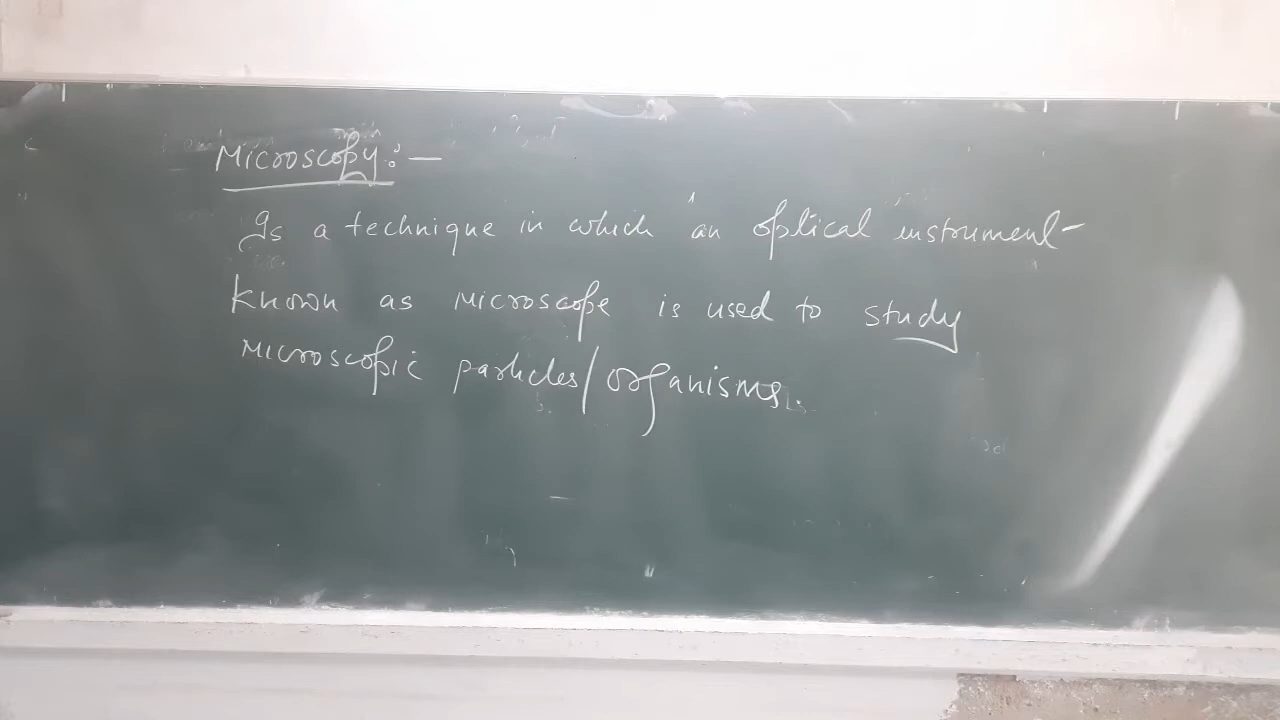 Microscopy:-
Is a technique in which an optical instrument
known as microscope is used to study
microscopic particles/organisms.